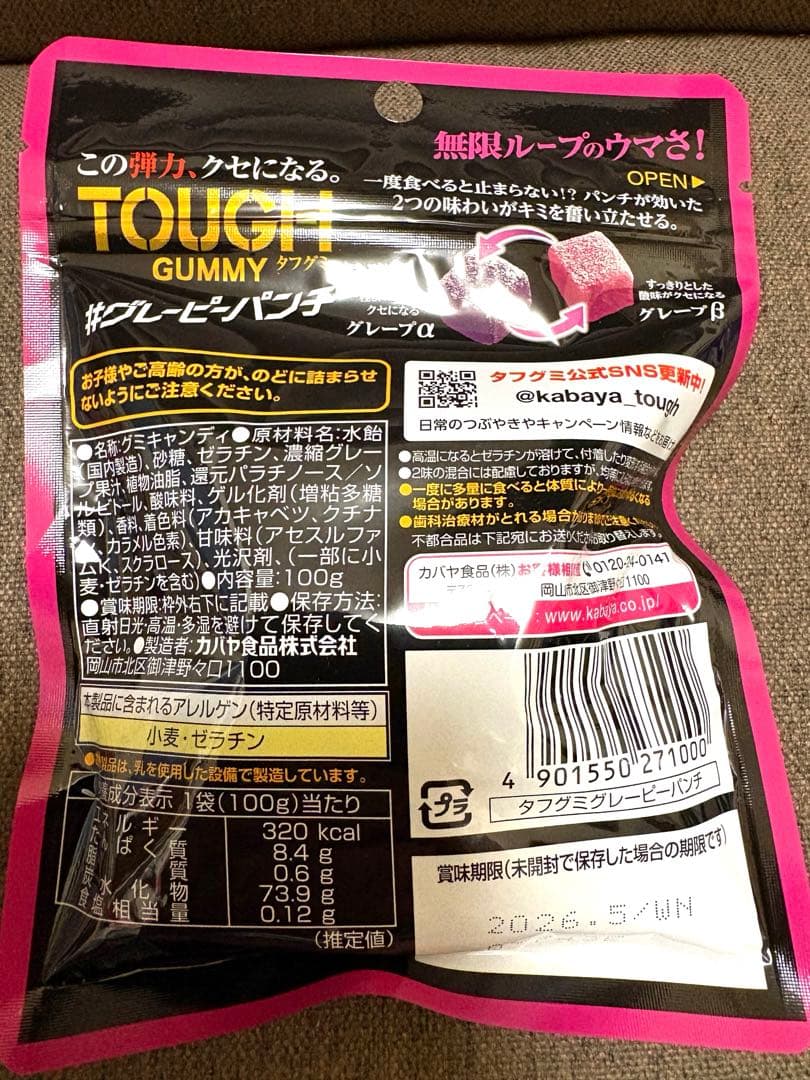 無限ループのウマさ!
OPEN▶
この弾力、クセになる。
TOUGH
GUMMY タフグミ
#グレーピーパンチ
一度食べると止まらない!? パンチが効いた
2つの味わいがキミを奮い立たせる。
クセになる
グレープα
すっきりとした
酸味がクセになる
グレープβ
お子様やご高齢の方が、のどに詰まらせ
ないようにご注意ください。
●名称:グミキャンディ●原材料名:水飴
(国内製造)、砂糖、ゼラチン、濃縮グレー
プ果汁、植物油脂、還元パラチノース/ソ
ルビトール、酸味料、ゲル化剤(増粘多糖
類)、香料、着色料(アカキャベツ、クチナ
シ、カラメル色素)、甘味料(アセスルファ
ムK、スクラロース)、光沢剤、(一部に小
麦・ゼラチンを含む)●内容量:100g
●賞味期限:枠外右下に記載●保存方法:
直射日光・高温・多湿を避けて保存してく
ださい。●製造者:カバヤ食品株式会社
岡山市北区御津野々口1100
本製品に含まれるアレルゲン(特定原材料等)
小麦・ゼラチン
製品は、乳を使用した設備で製造しています。
成分表示 1袋(100g)当たり
エネルギー 320 kcal
たんぱく質 8.4 g
脂質 0.6 g
炭水化物 73.9 g
食塩相当量 0.12 g
(推定値)
タフグミ公式SNS更新中!
@kabaya_tough
日常のつぶやきやキャンペーン情報などお届け
●高温になるとゼラチンが溶けて、付着したり
●2味の混合には配慮しておりますが、
●一度に多量に食べると体質によ
場合があります。
●歯科治療材がとれる場合が
不都合品は下記宛にお送りください取り替えします。
カバヤ食品(株)お客様相
岡山市北区御津野々口1100
www.kabaya.co.jp/
4 901550 271000
タフグミグレーピーパンチ
プラ
賞味期限(未開封で保存した場合の期限です)
2026.5/WN